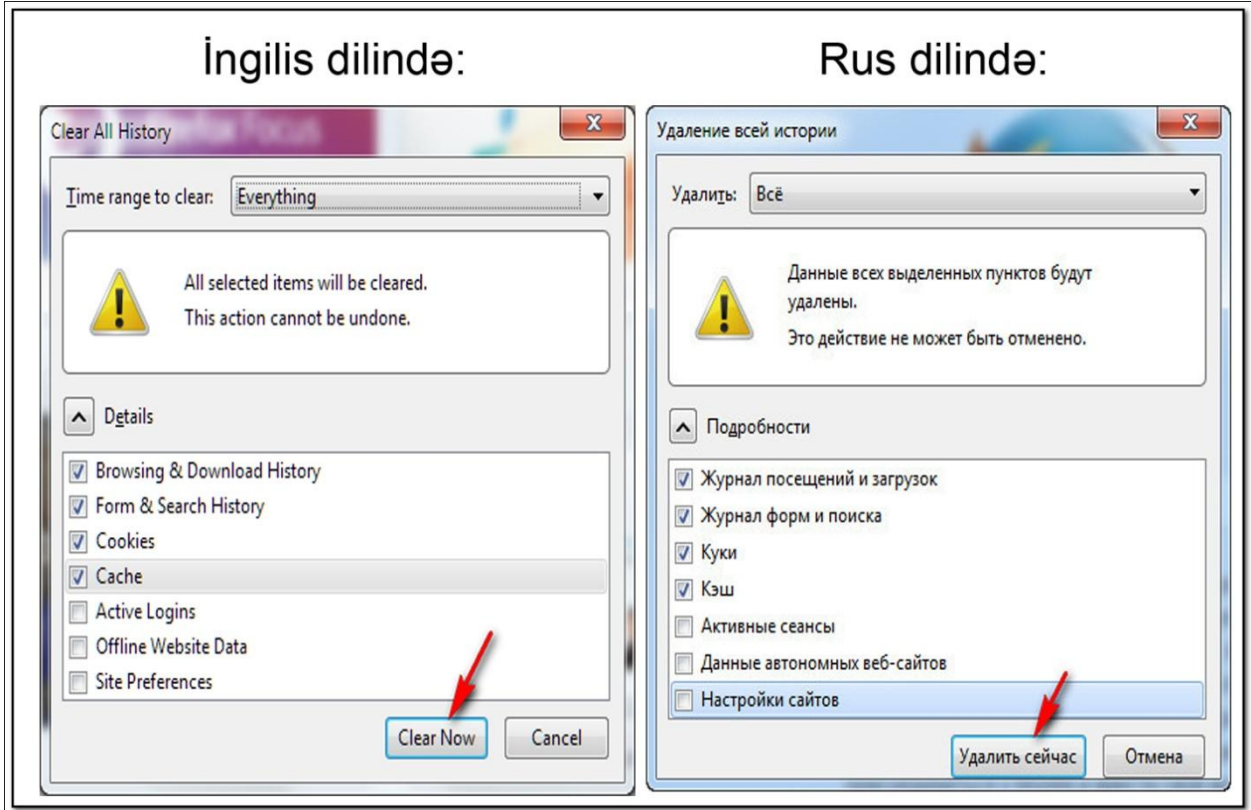 İngilis dilində:
Clear All History
Time range to clear: Everything
All selected items will be cleared.
This action cannot be undone.
Details
Browsing & Download History
Form & Search History
Cookies
Cache
Active Logins
Offline Website Data
Site Preferences
Clear Now Cancel
Rus dilində:
Удаление всей истории
Удалить: Всё
Данные всех выделенных пунктов будут
удалены.
Это действие не может быть отменено.
Подробности
Журнал посещений и загрузок
Журнал форм и поиска
Куки
Кэш
Активные сеансы
Данные автономных веб-сайтов
Настройки сайтов
Удалить сейчас Отмена